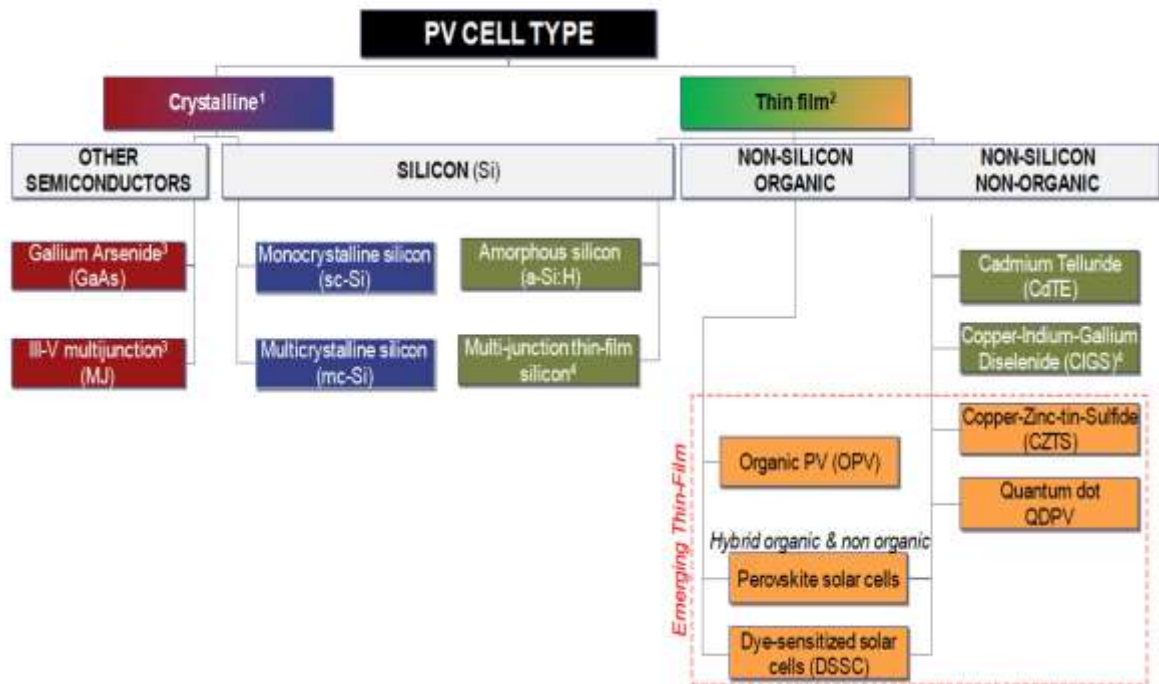 PV CELL TYPE
Crystalline¹
Thin film²
OTHER
SEMICONDUCTORS
SILICON (Si)
NON-SILICON
ORGANIC
NON-SILICON
NON-ORGANIC
Gallium Arsenide³
(GaAs)
Monocrystalline silicon
(sc-Si)
Amorphous silicon
(a-Si:H)
Cadmium Telluride
(CdTE)
III-V multijunction³
(MJ)
Multicrystalline silicon
(mc-Si)
Multi-junction thin-film
silicon⁴
Copper-Indium-Gallium
Diselenide (CIGS)⁴
Emerging Thin-Film
Copper-Zinc-tin-Sulfide
(CZTS)
Organic PV (OPV)
Quantum dot
QDPV
Hybrid organic & non organic
Perovskite solar cells
Dye-sensitized solar
cells (DSSC)